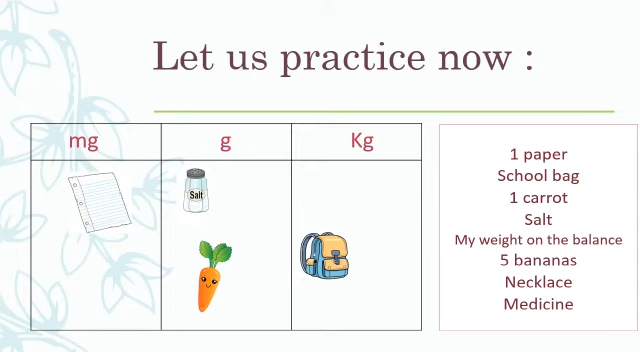 Let us practice now :
mg g Kg
Salt
1 paper
School bag
1 carrot
Salt
My weight on the balance
5 bananas
Necklace
Medicine